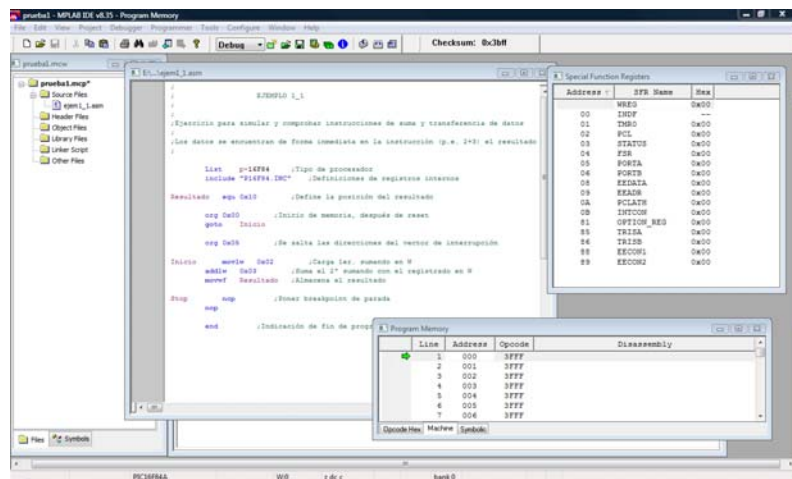 prueba1 - MPLAB IDE v8.35 - Program Memory
File Edit View Project Debugger Programmer Tools Configure Window Help
Debug Checksum: 0x3bff
prueba1.mcw
prueba1.mcp*
Source Files
ejem1_1.asm
Header Files
Object Files
Library Files
Linker Script
Other Files
Files Symbols
E:\...\ejem1_1.asm
EJEMPLO 1_1
;Ejercicio para simular y comprobar instrucciones de suma y transferencia de datos
;Los datos se encuentran de forma inmediata en la instrucción (p.e. 2+3) el resultado
List p=16F84 ;Tipo de procesador
include "P16F84.INC" ;Definiciones de registros internos
Resultado equ 0x10 ;Define la posición del resultado
org 0x00 ;Inicio de memoria, después de reset
goto Inicio
org 0x05 ;Se salta las direcciones del vector de interrupción
Inicio movlw 0x02 ;Carga 1er. sumando en W
addlw 0x03 ;Suma el 2º sumando con el registrado en W
movwf Resultado ;Almacena el resultado
Stop nop ;Poner breakpoint de parada
nop
end ;Indicación de fin de progr
Special Function Registers
Address SFR Name Hex
WREG 0x00
00 INDF --
01 TMR0 0x00
02 PCL 0x00
03 STATUS 0x00
04 FSR 0x00
05 PORTA 0x00
06 PORTB 0x00
08 EEDATA 0x00
09 EEADR 0x00
0A PCLATH 0x00
0B INTCON 0x00
81 OPTION_REG 0x00
85 TRISA 0x00
86 TRISB 0x00
88 EECON1 0x00
89 EECON2 0x00
Program Memory
Line Address Opcode Disassembly
1 000 3FFF
2 001 3FFF
3 002 3FFF
4 003 3FFF
5 004 3FFF
6 005 3FFF
7 006 3FFF
Opcode Hex Machine Symbolic
PIC16F84A W:0 z dc c bank 0